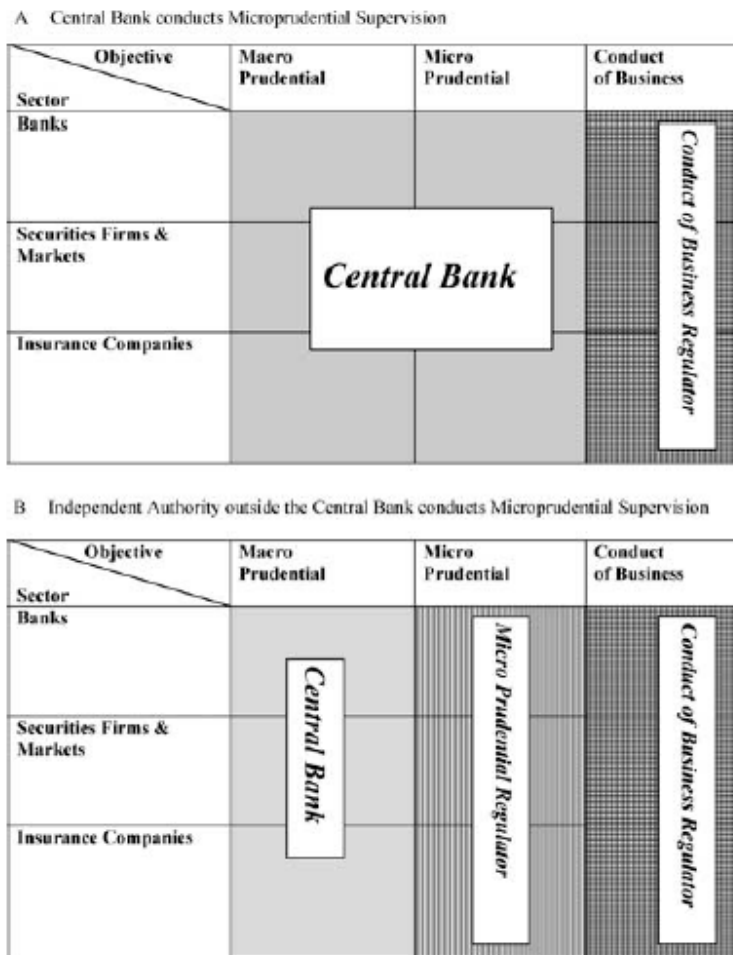 A Central Bank conducts Microprudential Supervision
Objective
Sector
Macro
Prudential
Micro
Prudential
Conduct
of Business
Banks
Securities Firms &
Markets
Insurance Companies
Central Bank
Conduct of Business Regulator
B Independent Authority outside the Central Bank conducts Microprudential Supervision
Objective
Sector
Macro
Prudential
Micro
Prudential
Conduct
of Business
Banks
Securities Firms &
Markets
Insurance Companies
Central Bank
Micro Prudential Regulator
Conduct of Business Regulator